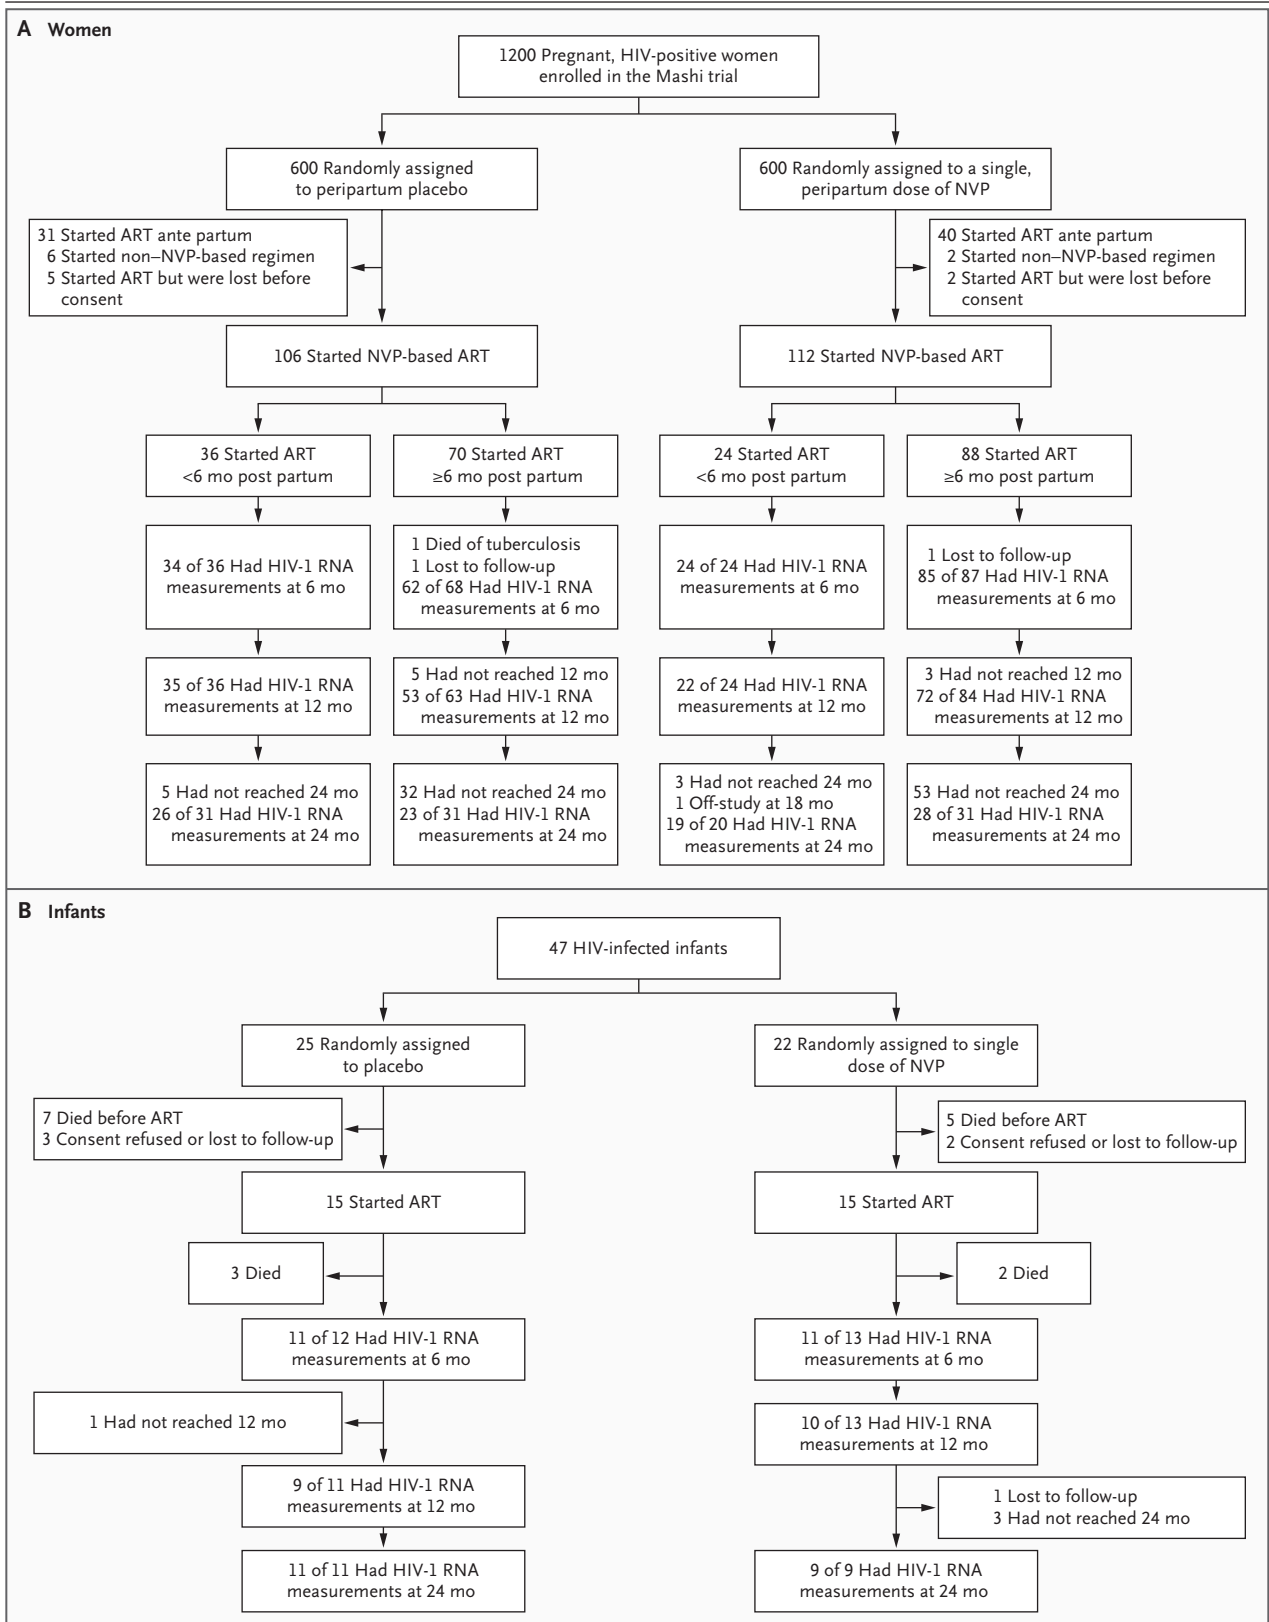 A Women
1200 Pregnant, HIV-positive women
enrolled in the Mashi trial
600 Randomly assigned
to peripartum placebo
600 Randomly assigned to a single,
peripartum dose of NVP
31 Started ART ante partum
6 Started non–NVP-based regimen
5 Started ART but were lost before
consent
40 Started ART ante partum
2 Started non–NVP-based regimen
2 Started ART but were lost before
consent
106 Started NVP-based ART
112 Started NVP-based ART
36 Started ART
<6 mo post partum
70 Started ART
≥6 mo post partum
24 Started ART
<6 mo post partum
88 Started ART
≥6 mo post partum
34 of 36 Had HIV-1 RNA
measurements at 6 mo
1 Died of tuberculosis
1 Lost to follow-up
62 of 68 Had HIV-1 RNA
measurements at 6 mo
24 of 24 Had HIV-1 RNA
measurements at 6 mo
1 Lost to follow-up
85 of 87 Had HIV-1 RNA
measurements at 6 mo
35 of 36 Had HIV-1 RNA
measurements at 12 mo
5 Had not reached 12 mo
53 of 63 Had HIV-1 RNA
measurements at 12 mo
22 of 24 Had HIV-1 RNA
measurements at 12 mo
3 Had not reached 12 mo
72 of 84 Had HIV-1 RNA
measurements at 12 mo
5 Had not reached 24 mo
26 of 31 Had HIV-1 RNA
measurements at 24 mo
32 Had not reached 24 mo
23 of 31 Had HIV-1 RNA
measurements at 24 mo
3 Had not reached 24 mo
1 Off-study at 18 mo
19 of 20 Had HIV-1 RNA
measurements at 24 mo
53 Had not reached 24 mo
28 of 31 Had HIV-1 RNA
measurements at 24 mo
B Infants
47 HIV-infected infants
25 Randomly assigned
to placebo
22 Randomly assigned to single
dose of NVP
7 Died before ART
3 Consent refused or lost to follow-up
5 Died before ART
2 Consent refused or lost to follow-up
15 Started ART
15 Started ART
3 Died
2 Died
11 of 12 Had HIV-1 RNA
measurements at 6 mo
11 of 13 Had HIV-1 RNA
measurements at 6 mo
1 Had not reached 12 mo
10 of 13 Had HIV-1 RNA
measurements at 12 mo
9 of 11 Had HIV-1 RNA
measurements at 12 mo
1 Lost to follow-up
3 Had not reached 24 mo
11 of 11 Had HIV-1 RNA
measurements at 24 mo
9 of 9 Had HIV-1 RNA
measurements at 24 mo